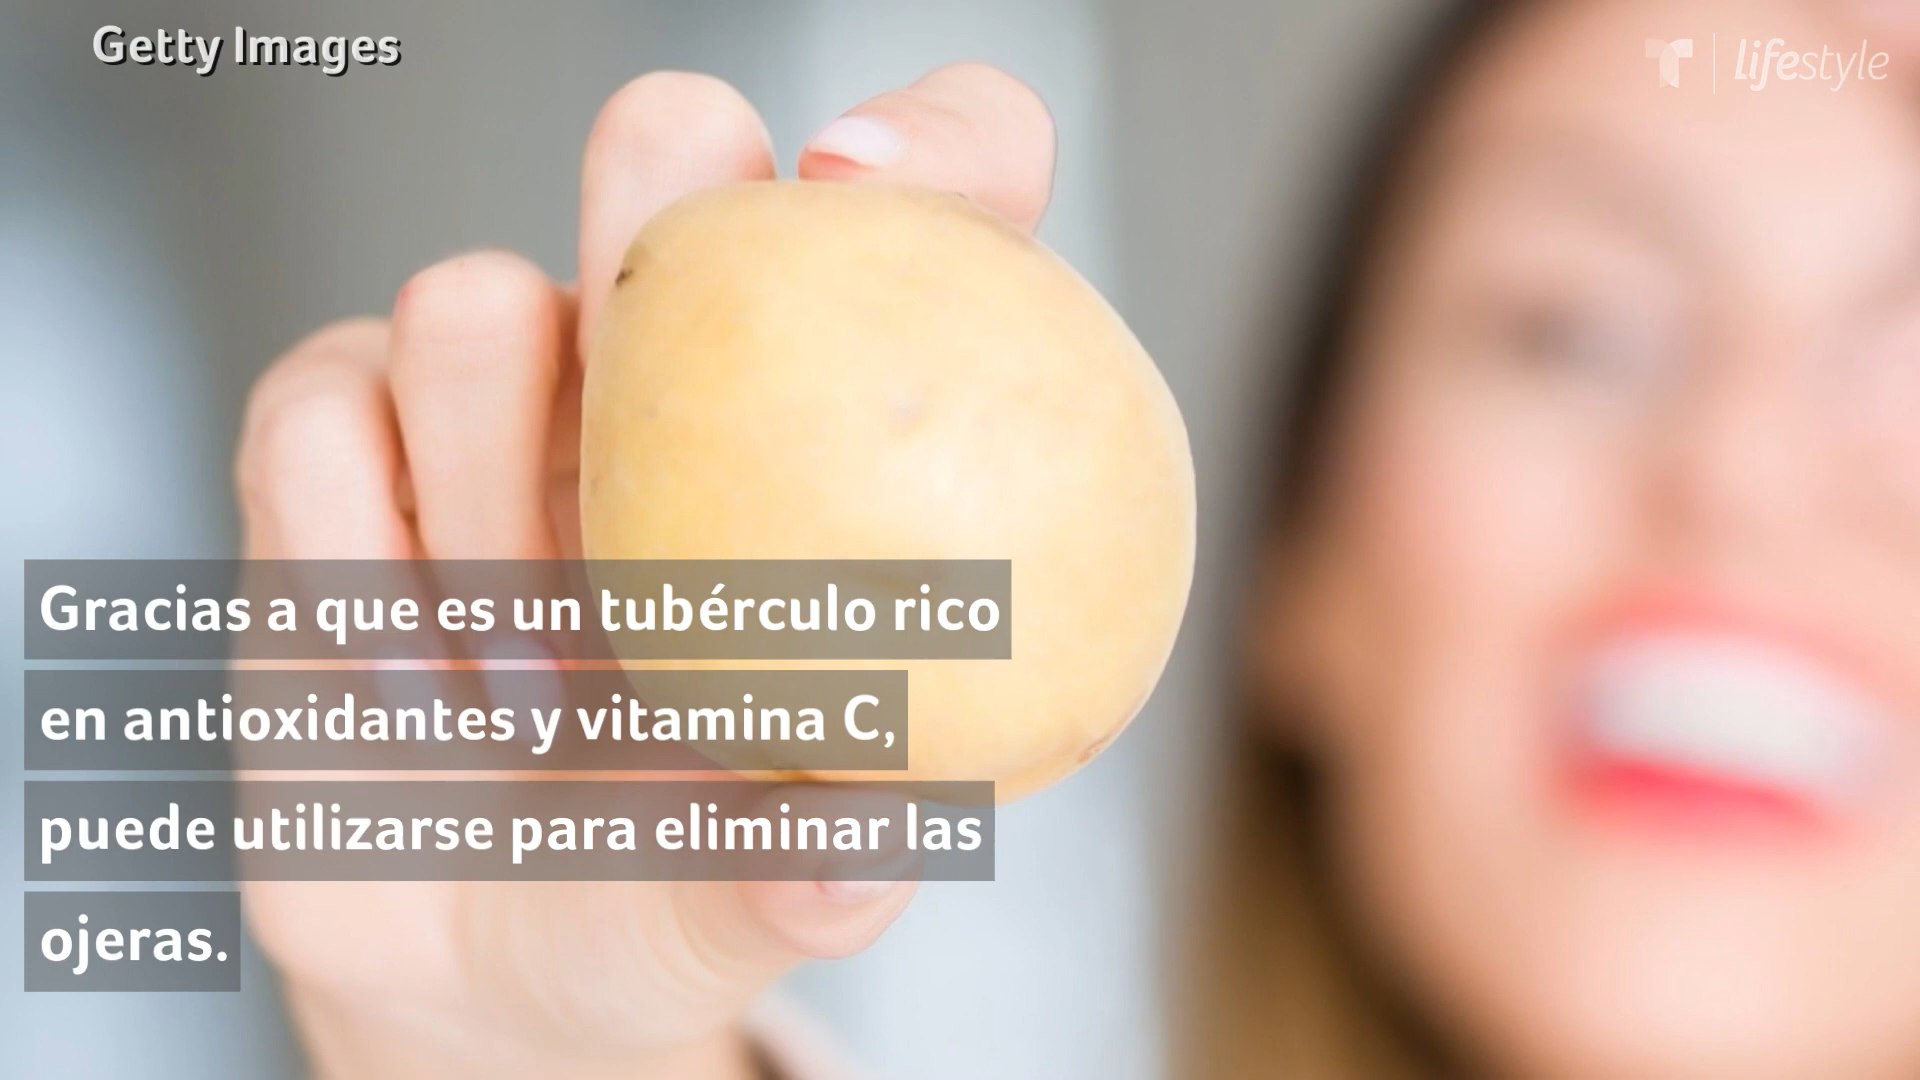 Getty Images
lifestyle
Gracias a que es un tubérculo rico
en antioxidantes y vitamina C,
puede utilizarse para eliminar las
ojeras.